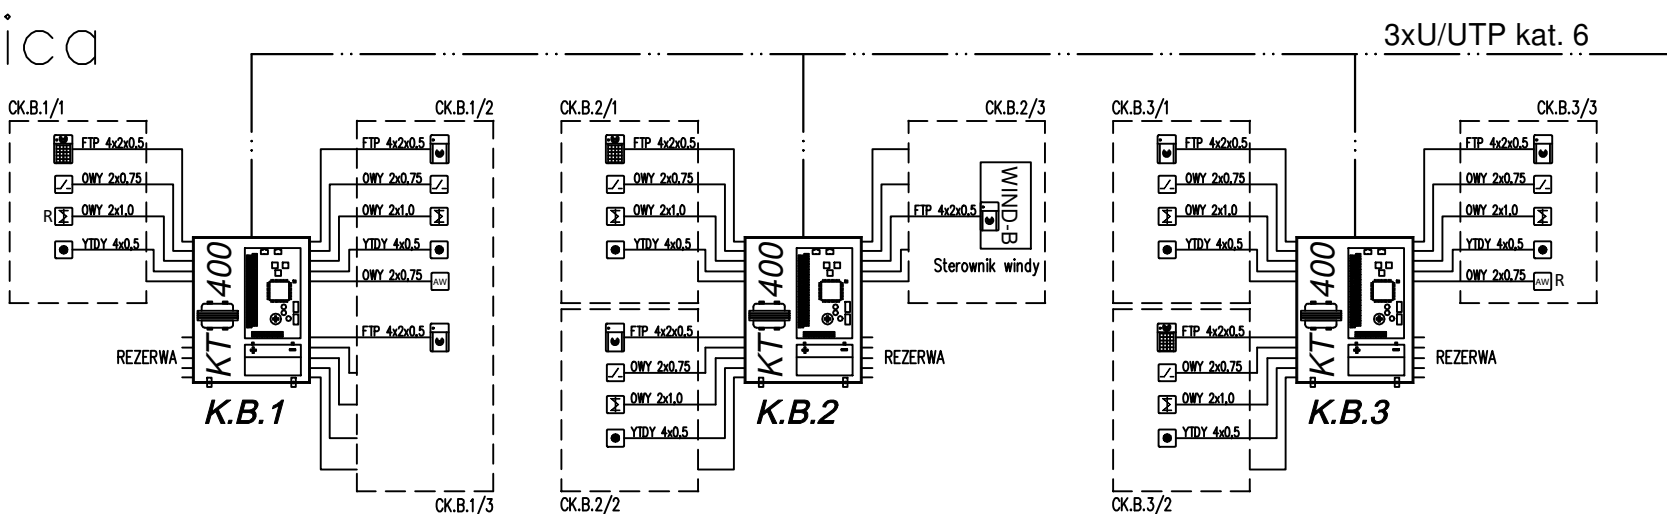 ica
3xU/UTP kat. 6
CK.B.1/1
FTP 4x2x0.5
OWY 2x0.75
R OWY 2x1.0
YTDY 4x0.5
CK.B.1/2
FTP 4x2x0.5
OWY 2x0.75
OWY 2x1.0
YTDY 4x0.5
OWY 2x0.75 AW
FTP 4x2x0.5
CK.B.1/3
KT 400
REZERWA
K.B.1
CK.B.2/1
FTP 4x2x0.5
OWY 2x0.75
OWY 2x1.0
YTDY 4x0.5
FTP 4x2x0.5
OWY 2x0.75
OWY 2x1.0
YTDY 4x0.5
CK.B.2/2
CK.B.2/3
FTP 4x2x0.5
WIND-B
Sterownik windy
KT 400
REZERWA
K.B.2
CK.B.3/1
FTP 4x2x0.5
OWY 2x0.75
OWY 2x1.0
YTDY 4x0.5
FTP 4x2x0.5
OWY 2x0.75
OWY 2x1.0
YTDY 4x0.5
CK.B.3/2
CK.B.3/3
FTP 4x2x0.5
OWY 2x0.75
OWY 2x1.0
YTDY 4x0.5
OWY 2x0.75 AW R
KT 400
REZERWA
K.B.3